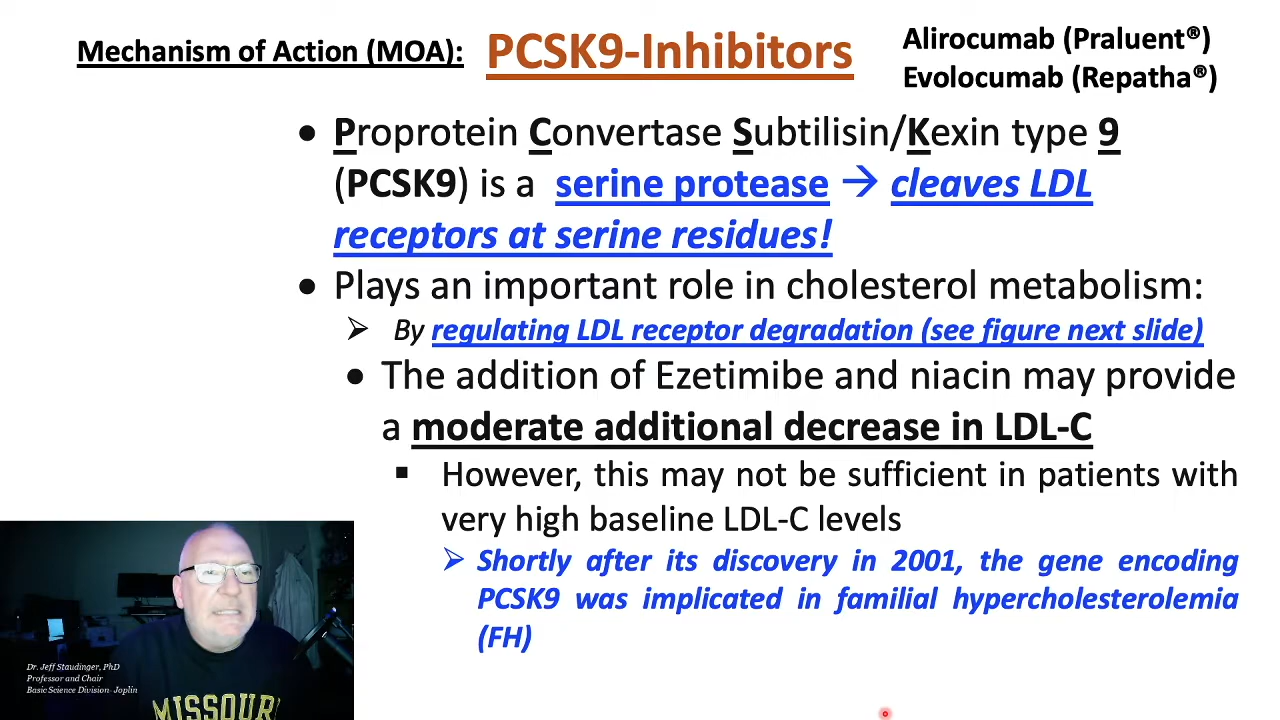 Mechanism of Action (MOA): PCSK9-Inhibitors
Alirocumab (Praluent®)
Evolocumab (Repatha®)
• Proprotein Convertase Subtilisin/Kexin type 9
(PCSK9) is a serine protease → cleaves LDL
receptors at serine residues!
• Plays an important role in cholesterol metabolism:
➢ By regulating LDL receptor degradation (see figure next slide)
• The addition of Ezetimibe and niacin may provide
a moderate additional decrease in LDL-C
▪ However, this may not be sufficient in patients with
very high baseline LDL-C levels
➢ Shortly after its discovery in 2001, the gene encoding
PCSK9 was implicated in familial hypercholesterolemia
(FH)
Dr. Jeff Staudinger, PhD
Professor and Chair
Basic Science Division- Joplin
MISSOURI